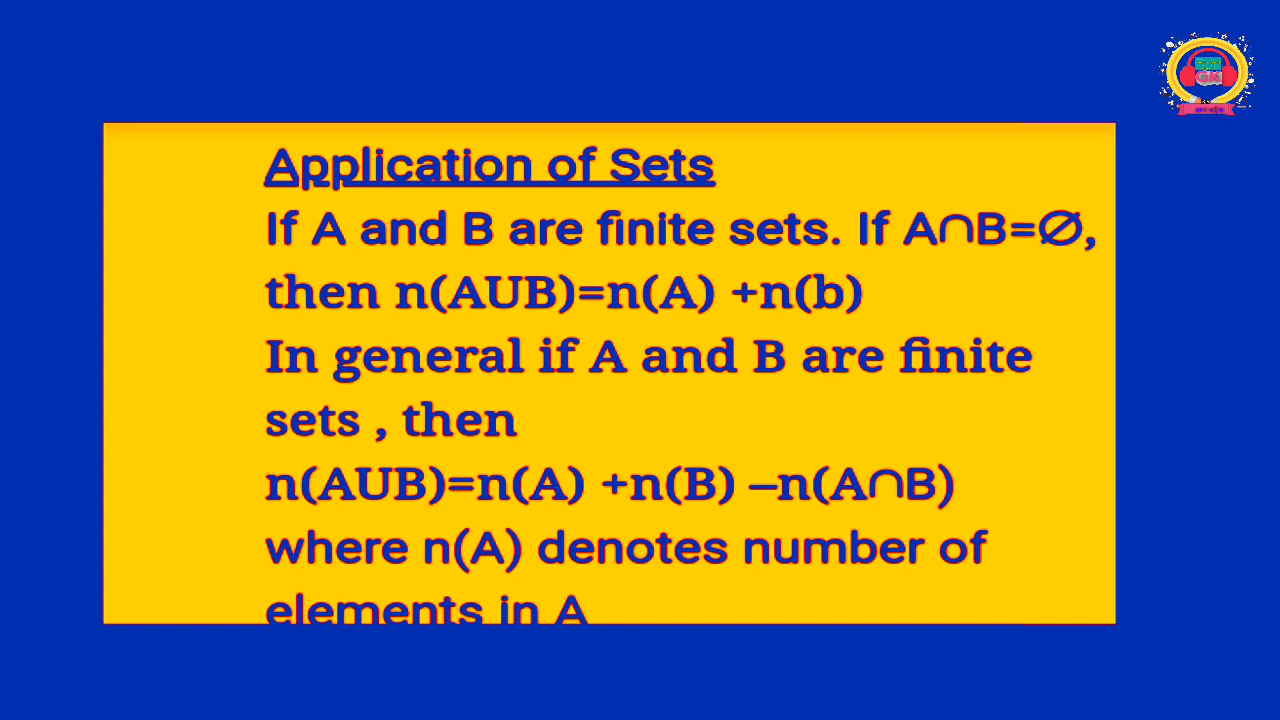 Application of Sets
If A and B are finite sets. If A∩B=∅,
then n(AUB)=n(A) +n(b)
In general if A and B are finite
sets , then
n(AUB)=n(A) +n(B) –n(A∩B)
where n(A) denotes number of
elements in A